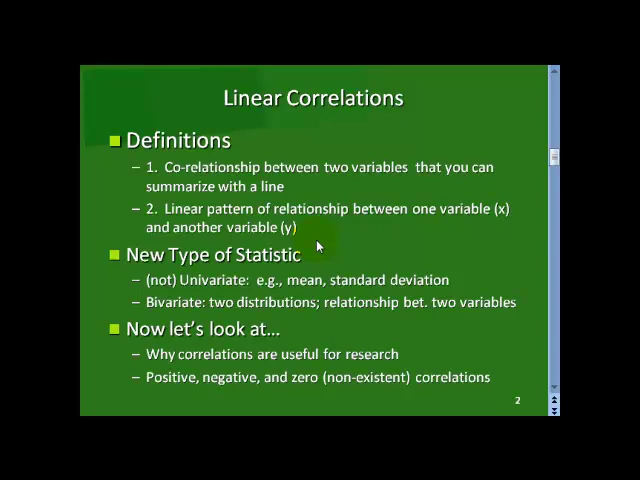 Linear Correlations
Definitions
– 1. Co-relationship between two variables that you can
summarize with a line
– 2. Linear pattern of relationship between one variable (x)
and another variable (y)
New Type of Statistic
– (not) Univariate: e.g., mean, standard deviation
– Bivariate: two distributions; relationship bet. two variables
Now let's look at...
– Why correlations are useful for research
– Positive, negative, and zero (non-existent) correlations
2